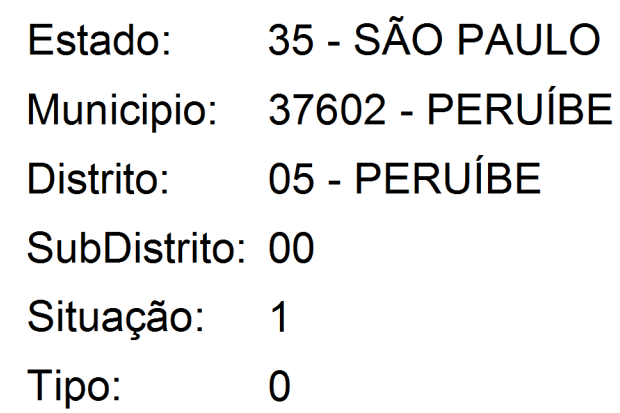 Estado: 35 - SÃO PAULO
Municipio: 37602 - PERUÍBE
Distrito: 05 - PERUÍBE
SubDistrito: 00
Situação: 1
Tipo: 0